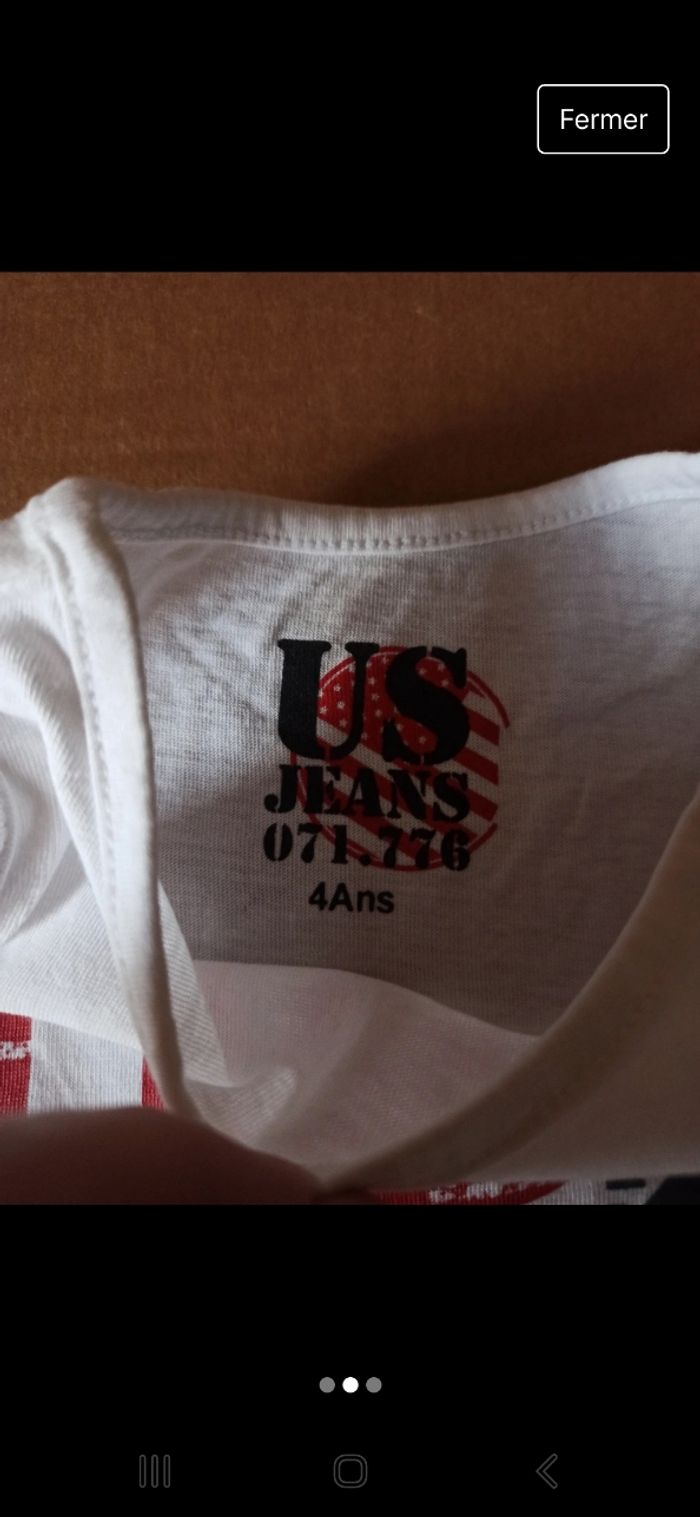 Fermer
US
JEANS
071.776
4Ans